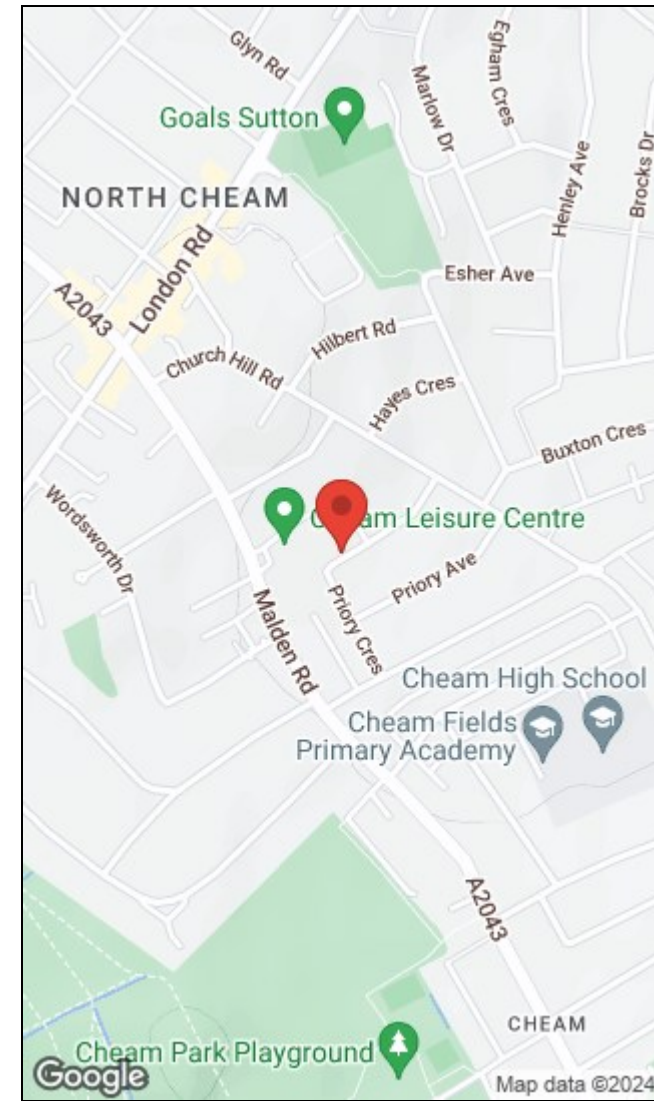 Glyn Rd
Egham Cres
Marlow Dr
Goals Sutton
Henley Ave
Brocks Dr
NORTH CHEAM
London Rd
Esher Ave
A2043
Hilbert Rd
Church Hill Rd
Hayes Cres
Buxton Cres
Wordsworth Dr
Leisure Centre
Priory Ave
Priory Cres
Malden Rd
Cheam High School
Cheam Fields
Primary Academy
A2043
CHEAM
Cheam Park Playground
Google
Map data ©2024